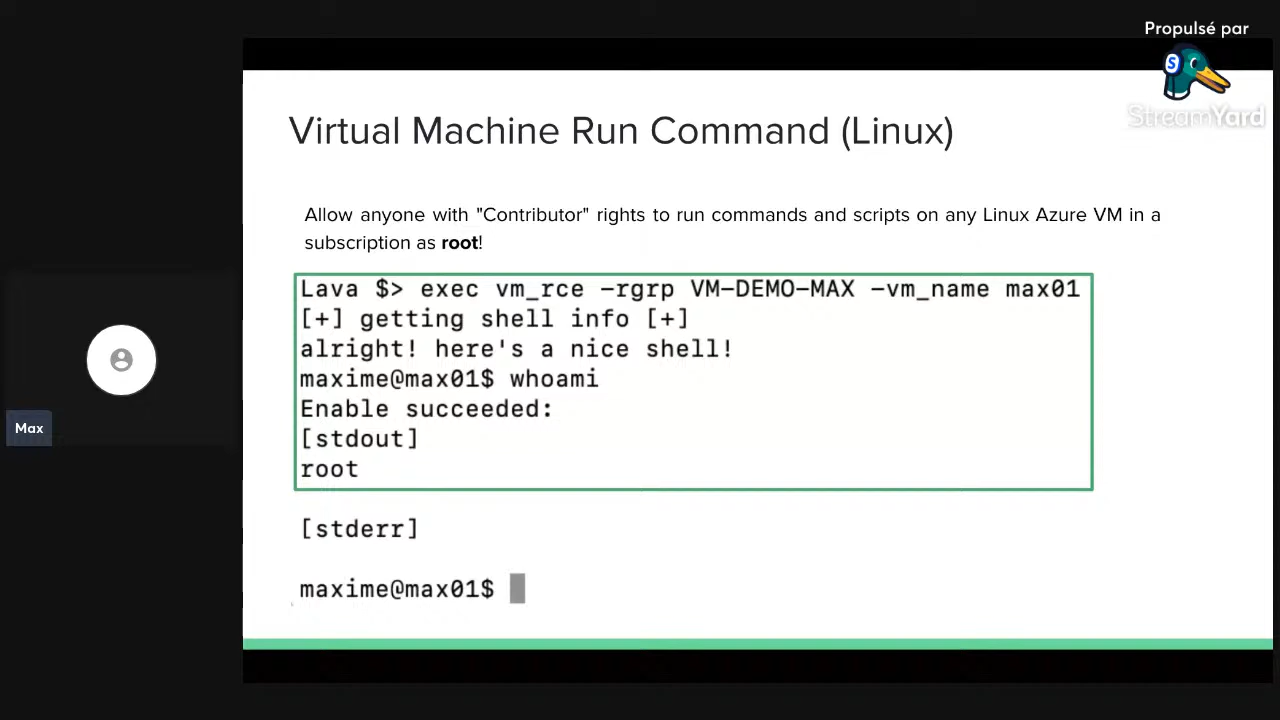 Propulsé par
S
StreamYard
Virtual Machine Run Command (Linux)
Allow anyone with "Contributor" rights to run commands and scripts on any Linux Azure VM in a
subscription as root!
Lava $> exec vm_rce -rgrp VM-DEMO-MAX -vm_name max01
[+] getting shell info [+]
alright! here's a nice shell!
maxime@max01$ whoami
Enable succeeded:
[stdout]
root
[stderr]
maxime@max01$
Max